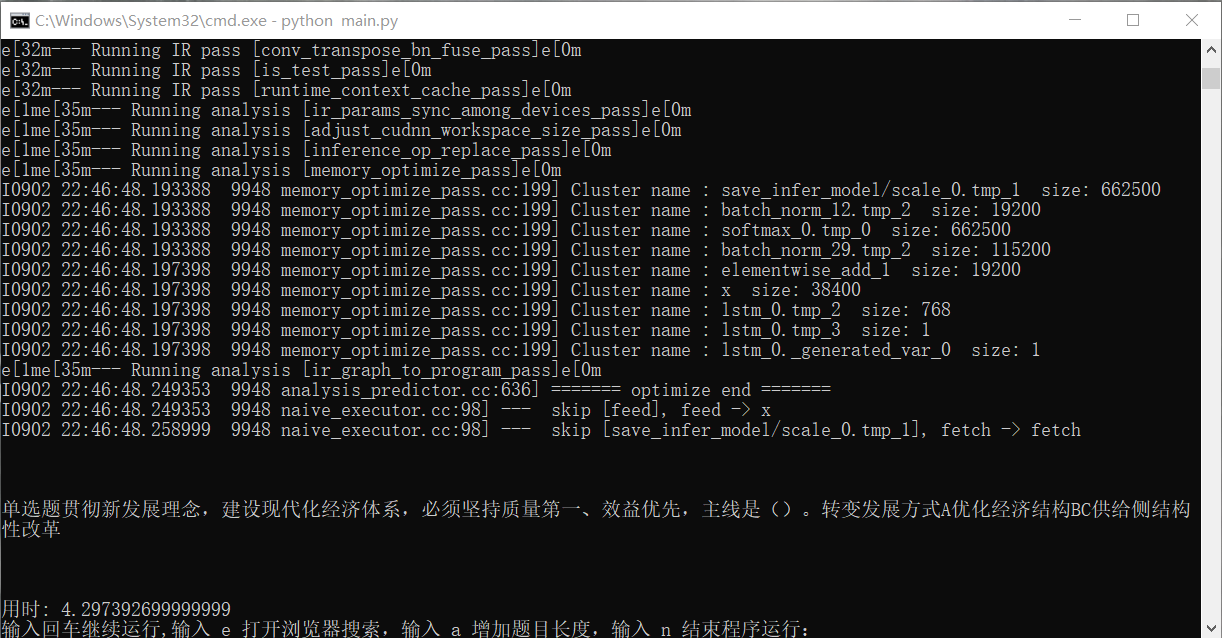 C:\Windows\System32\cmd.exe - python  main.py
e[32m--- Running IR pass [conv_transpose_bn_fuse_pass]e[0m
e[32m--- Running IR pass [is_test_pass]e[0m
e[32m--- Running IR pass [runtime_context_cache_pass]e[0m
e[1me[35m--- Running analysis [ir_params_sync_among_devices_pass]e[0m
e[1me[35m--- Running analysis [adjust_cudnn_workspace_size_pass]e[0m
e[1me[35m--- Running analysis [inference_op_replace_pass]e[0m
e[1me[35m--- Running analysis [memory_optimize_pass]e[0m
I0902 22:46:48.193388  9948 memory_optimize_pass.cc:199] Cluster name : save_infer_model/scale_0.tmp_1  size: 662500
I0902 22:46:48.193388  9948 memory_optimize_pass.cc:199] Cluster name : batch_norm_12.tmp_2  size: 19200
I0902 22:46:48.193388  9948 memory_optimize_pass.cc:199] Cluster name : softmax_0.tmp_0  size: 662500
I0902 22:46:48.193388  9948 memory_optimize_pass.cc:199] Cluster name : batch_norm_29.tmp_2  size: 115200
I0902 22:46:48.197398  9948 memory_optimize_pass.cc:199] Cluster name : elementwise_add_1  size: 19200
I0902 22:46:48.197398  9948 memory_optimize_pass.cc:199] Cluster name : x  size: 38400
I0902 22:46:48.197398  9948 memory_optimize_pass.cc:199] Cluster name : lstm_0.tmp_2  size: 768
I0902 22:46:48.197398  9948 memory_optimize_pass.cc:199] Cluster name : lstm_0.tmp_3  size: 1
I0902 22:46:48.197398  9948 memory_optimize_pass.cc:199] Cluster name : lstm_0._generated_var_0  size: 1
e[1me[35m--- Running analysis [ir_graph_to_program_pass]e[0m
I0902 22:46:48.249353  9948 analysis_predictor.cc:636] ======= optimize end =======
I0902 22:46:48.249353  9948 naive_executor.cc:98] ---  skip [feed], feed -> x
I0902 22:46:48.258999  9948 naive_executor.cc:98] ---  skip [save_infer_model/scale_0.tmp_1], fetch -> fetch
单选题贯彻新发展理念，建设现代化经济体系，必须坚持质量第一、效益优先，主线是（）。转变发展方式A优化经济结构BC供给侧结构
性改革
用时: 4.297392699999999
输入回车继续运行,输入 e 打开浏览器搜索，输入 a 增加题目长度，输入 n 结束程序运行：